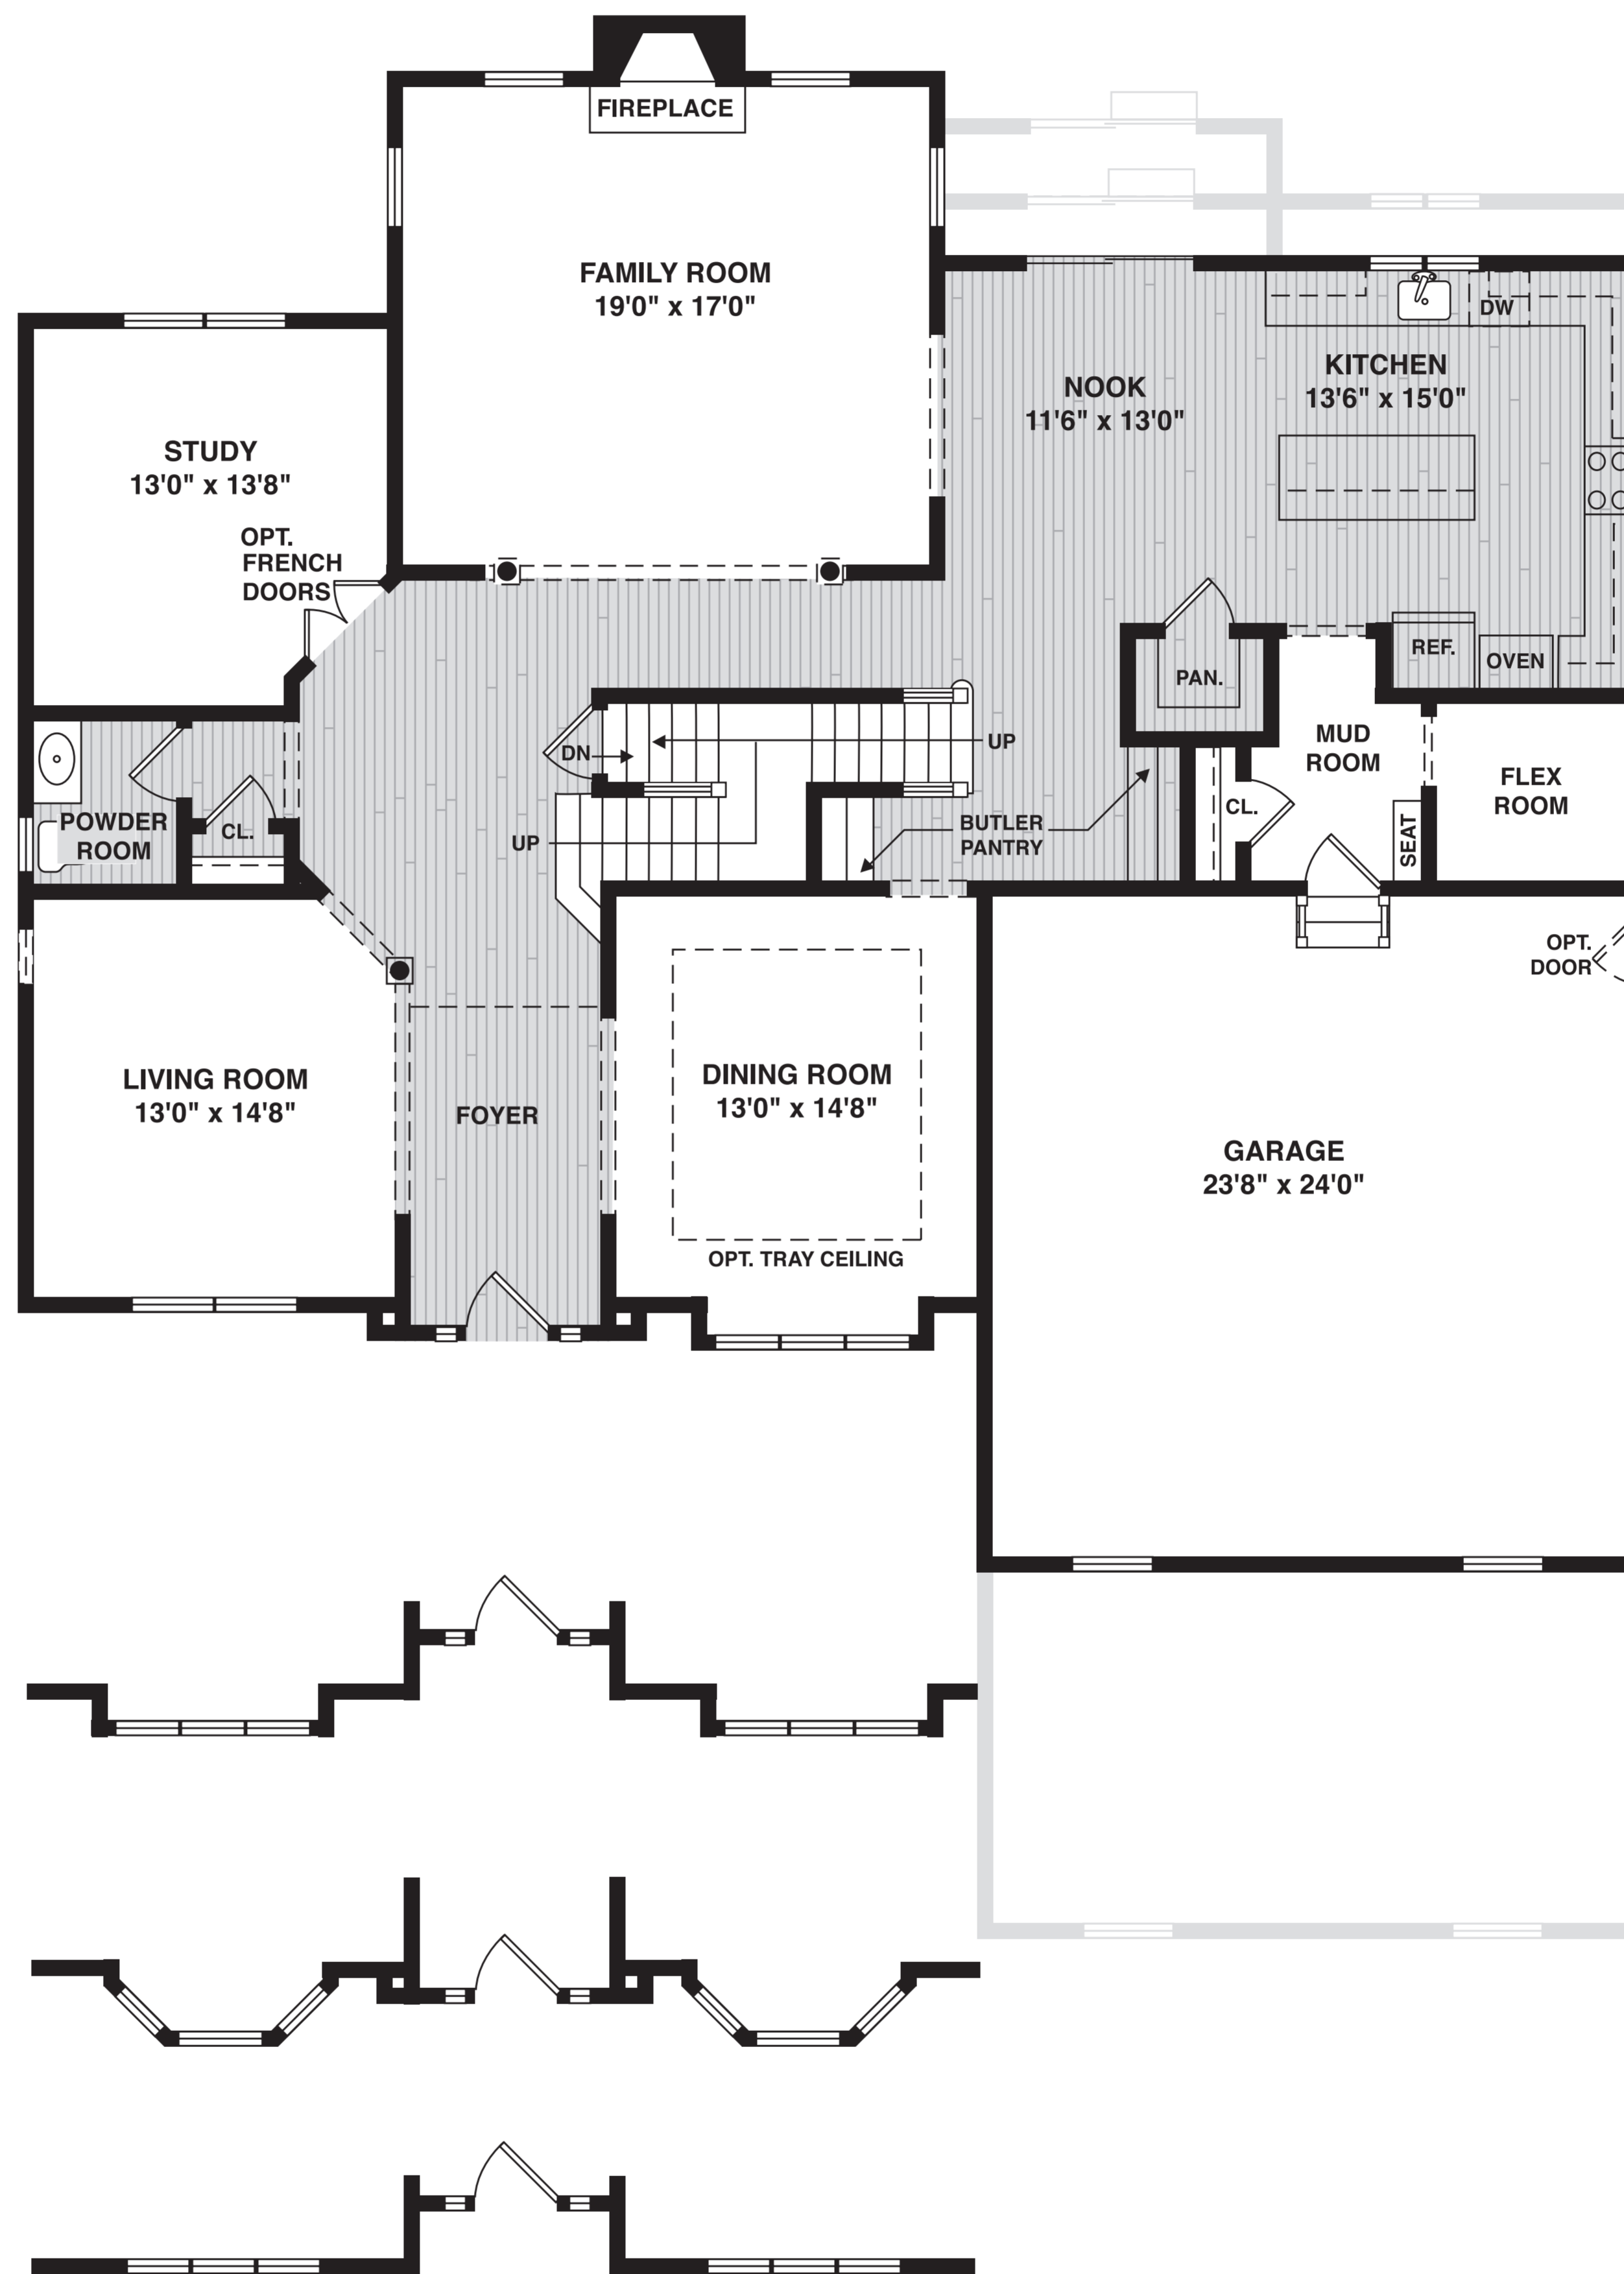 FIREPLACE
FAMILY ROOM
19'0" x 17'0"
DW
KITCHEN
13'6" x 15'0"
NOOK
11'6" x 13'0"
STUDY
13'0" x 13'8"
OPT.
FRENCH
DOORS
REF.
OVEN
PAN.
DN
UP
MUD
ROOM
FLEX
ROOM
POWDER
ROOM
CL.
UP
BUTLER
PANTRY
CL.
SEAT
OPT.
DOOR
LIVING ROOM
13'0" x 14'8"
FOYER
DINING ROOM
13'0" x 14'8"
OPT. TRAY CEILING
GARAGE
23'8" x 24'0"